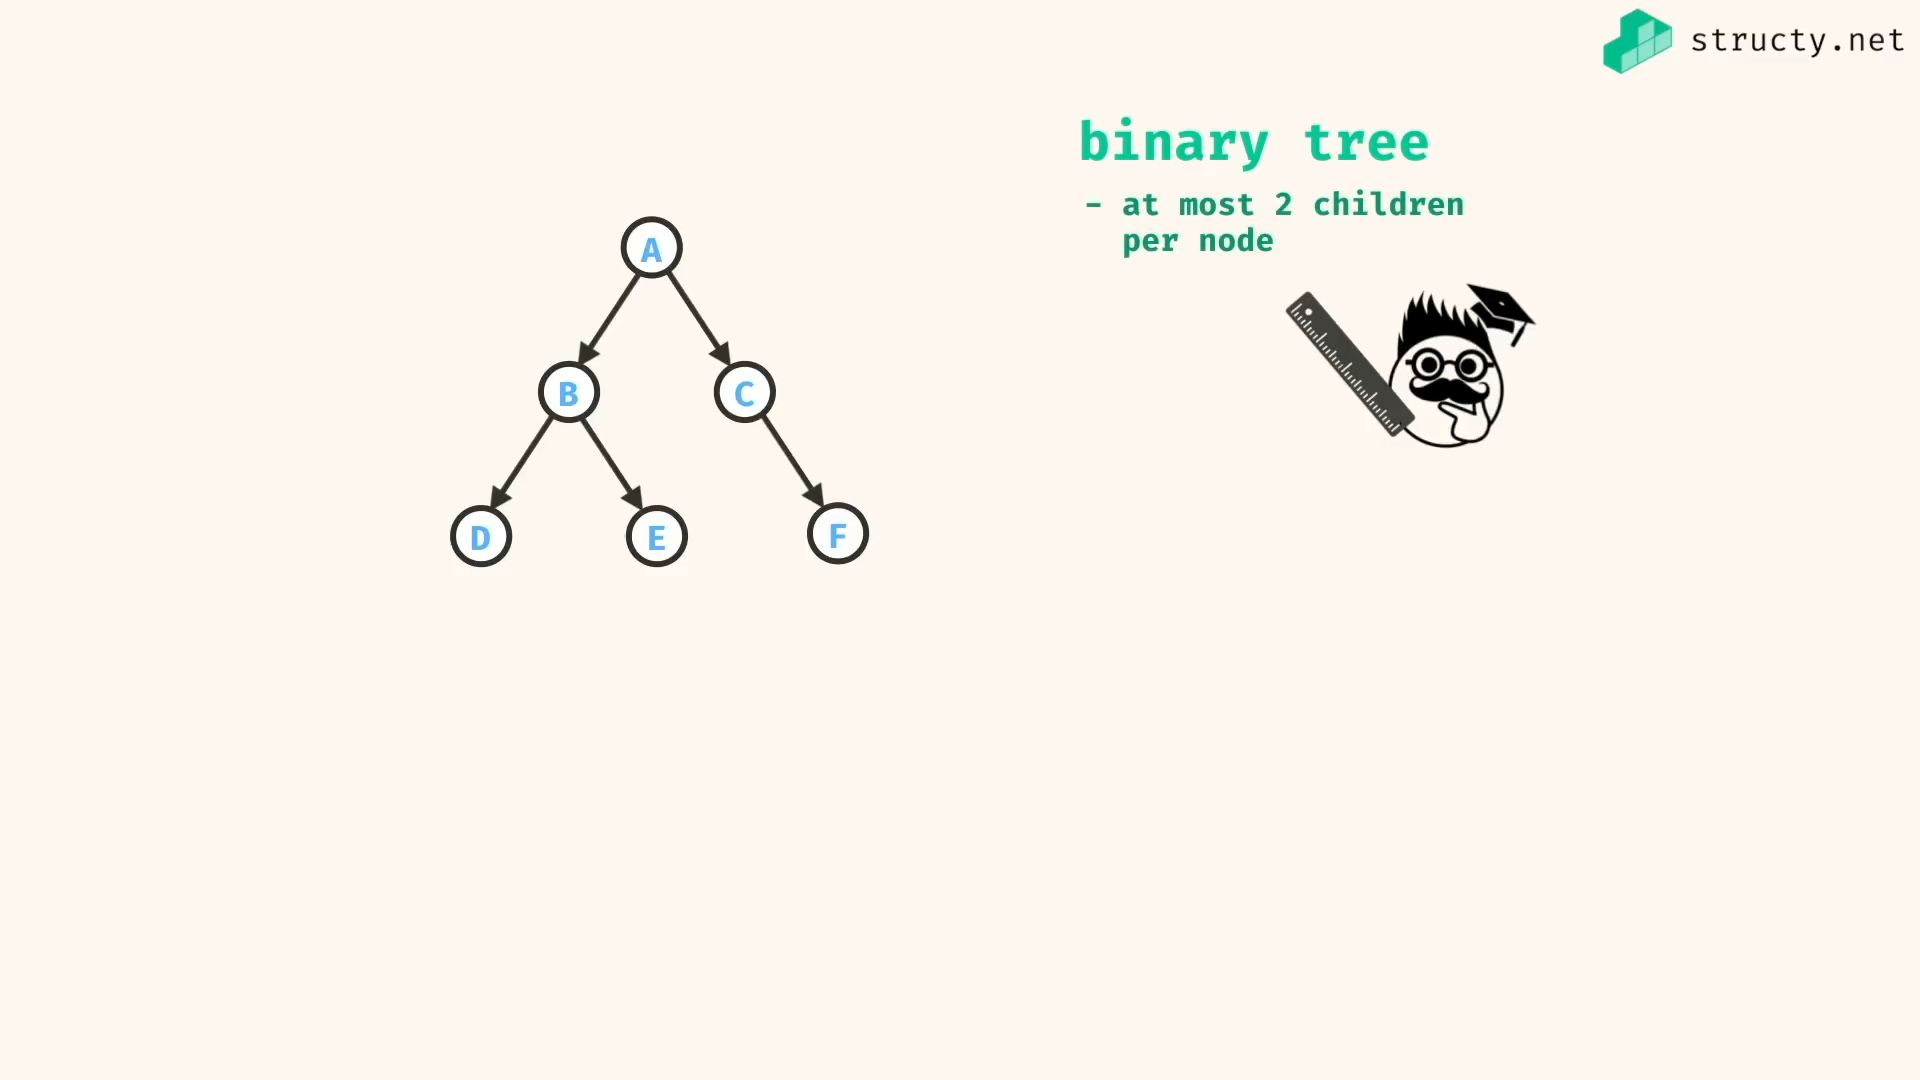 structy.net
binary tree
- at most 2 children
per node
A
B
C
D
E
F